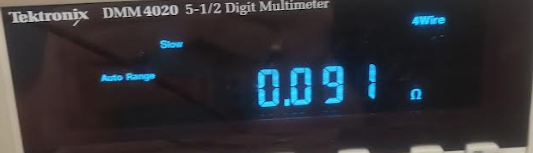 Tektronix DMM 4020 5-1/2 Digit Multimeter
4Wire
Slow
Auto Range
0.091 Ω